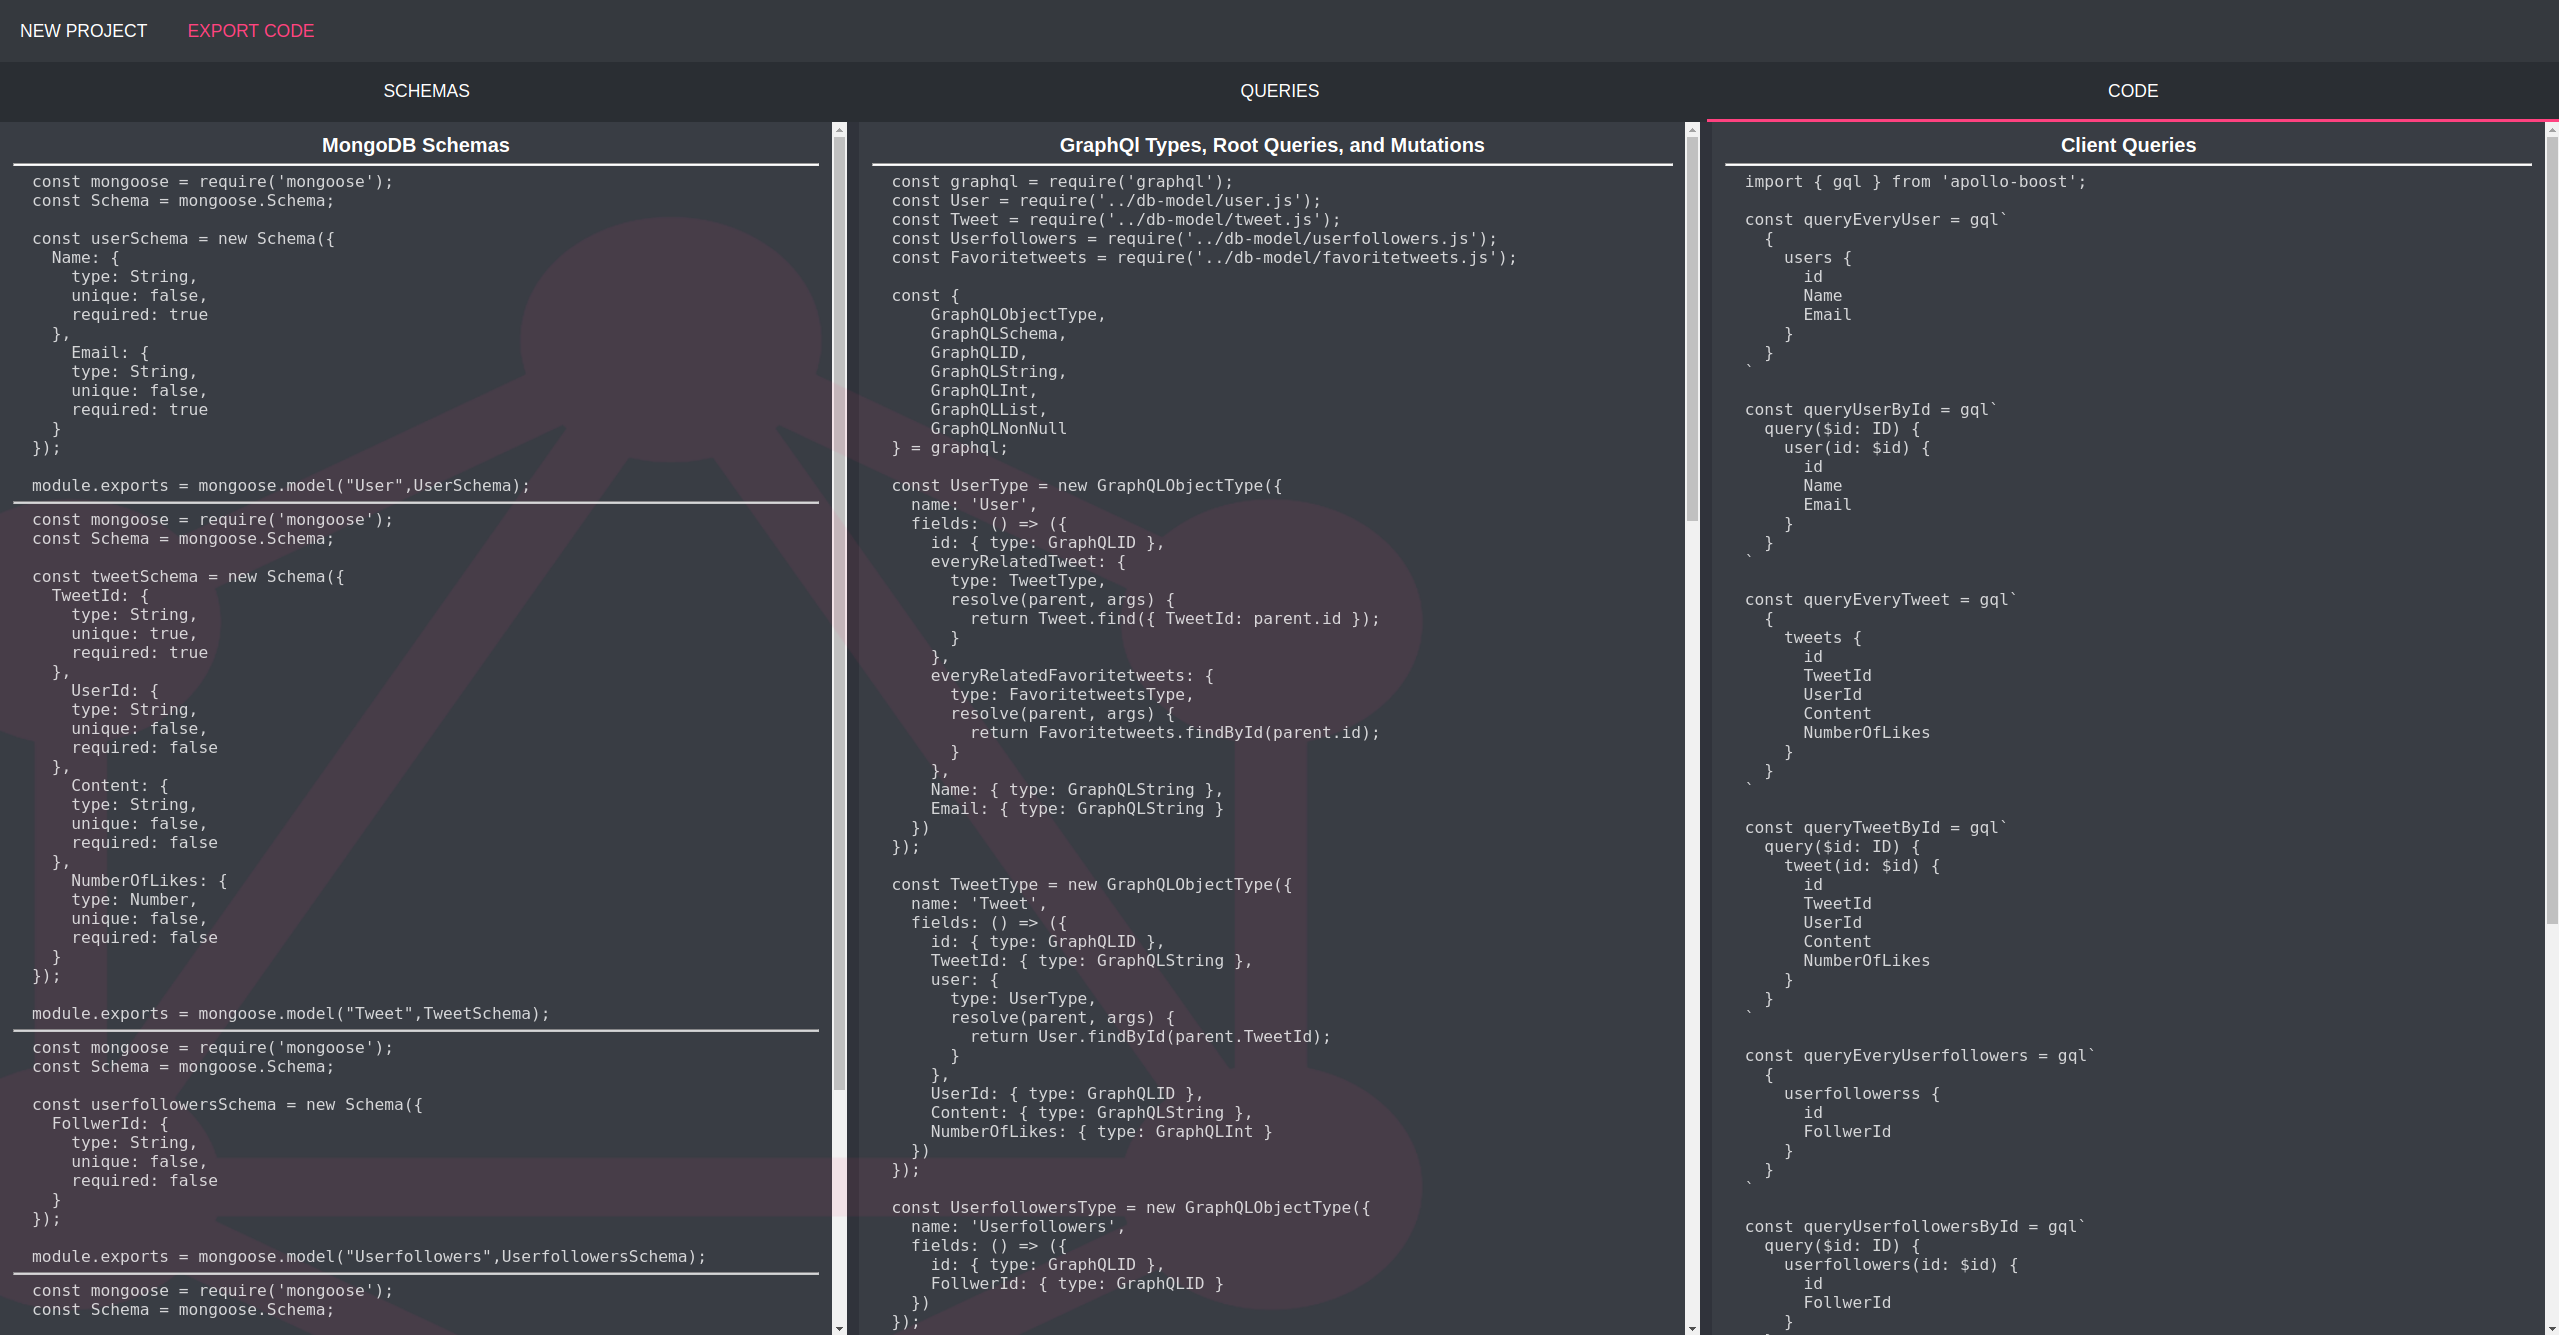 NEW PROJECT
EXPORT CODE
SCHEMAS
QUERIES
CODE
MongoDB Schemas
const mongoose = require('mongoose');
const Schema = mongoose.Schema;
const userSchema = new Schema({
Name: {
type: String,
unique: false,
required: true
},
Email: {
type: String,
unique: false,
required: true
}
});
module.exports = mongoose.model("User",UserSchema);
const mongoose = require('mongoose');
const Schema = mongoose.Schema;
const tweetSchema = new Schema({
TweetId: {
type: String,
unique: true,
required: true
},
UserId: {
type: String,
unique: false,
required: false
},
Content: {
type: String,
unique: false,
required: false
},
NumberOfLikes: {
type: Number,
unique: false,
required: false
}
});
module.exports = mongoose.model("Tweet",TweetSchema);
const mongoose = require('mongoose');
const Schema = mongoose.Schema;
const userfollowersSchema = new Schema({
FollwerId: {
type: String,
unique: false,
required: false
}
});
module.exports = mongoose.model("Userfollowers",UserfollowersSchema);
const mongoose = require('mongoose');
const Schema = mongoose.Schema;
GraphQl Types, Root Queries, and Mutations
const graphql = require('graphql');
const User = require('../db-model/user.js');
const Tweet = require('../db-model/tweet.js');
const Userfollowers = require('../db-model/userfollowers.js');
const Favoritetweets = require('../db-model/favoritetweets.js');
const {
GraphQLObjectType,
GraphQLSchema,
GraphQLID,
GraphQLString,
GraphQLInt,
GraphQLList,
GraphQLNonNull
} = graphql;
const UserType = new GraphQLObjectType({
name: 'User',
fields: () => ({
id: { type: GraphQLID },
everyRelatedTweet: {
type: TweetType,
resolve(parent, args) {
return Tweet.find({ TweetId: parent.id });
}
},
everyRelatedFavoritetweets: {
type: FavoritetweetsType,
resolve(parent, args) {
return Favoritetweets.findById(parent.id);
}
},
Name: { type: GraphQLString },
Email: { type: GraphQLString }
})
});
const TweetType = new GraphQLObjectType({
name: 'Tweet',
fields: () => ({
id: { type: GraphQLID },
TweetId: { type: GraphQLString },
user: {
type: UserType,
resolve(parent, args) {
return User.findById(parent.TweetId);
}
},
UserId: { type: GraphQLID },
Content: { type: GraphQLString },
NumberOfLikes: { type: GraphQLInt }
})
});
const UserfollowersType = new GraphQLObjectType({
name: 'Userfollowers',
fields: () => ({
id: { type: GraphQLID },
FollwerId: { type: GraphQLID }
})
});
Client Queries
import { gql } from 'apollo-boost';
const queryEveryUser = gql`
{
users {
id
Name
Email
}
}
`
const queryUserById = gql`
query($id: ID) {
user(id: $id) {
id
Name
Email
}
}
`
const queryEveryTweet = gql`
{
tweets {
id
TweetId
UserId
Content
NumberOfLikes
}
}
`
const queryTweetById = gql`
query($id: ID) {
tweet(id: $id) {
id
TweetId
UserId
Content
NumberOfLikes
}
}
`
const queryEveryUserfollowers = gql`
{
userfollowerss {
id
FollwerId
}
}
`
const queryUserfollowersById = gql`
query($id: ID) {
userfollowers(id: $id) {
id
FollwerId
}